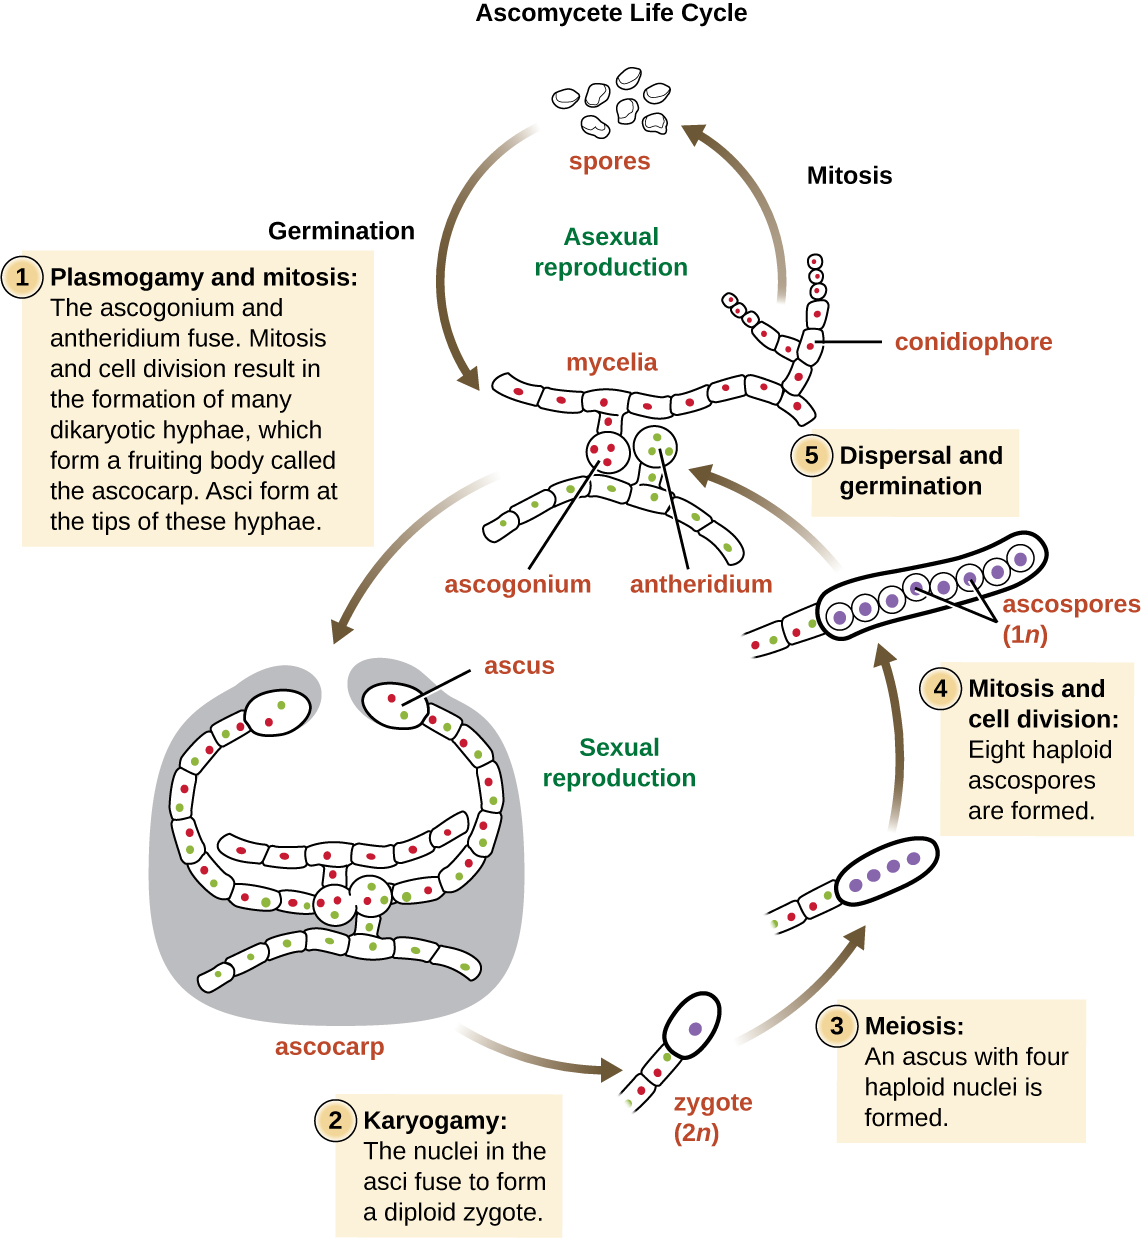 Ascomycete Life Cycle
spores
Mitosis
Germination
Asexual
reproduction
1 Plasmogamy and mitosis:
The ascogonium and
antheridium fuse. Mitosis
and cell division result in
the formation of many
dikaryotic hyphae, which
form a fruiting body called
the ascocarp. Asci form at
the tips of these hyphae.
conidiophore
mycelia
5 Dispersal and
germination
ascogonium
antheridium
ascospores
(1n)
ascus
4 Mitosis and
cell division:
Eight haploid
ascospores
are formed.
Sexual
reproduction
ascocarp
3 Meiosis:
An ascus with four
haploid nuclei is
formed.
zygote
(2n)
2 Karyogamy:
The nuclei in the
asci fuse to form
a diploid zygote.